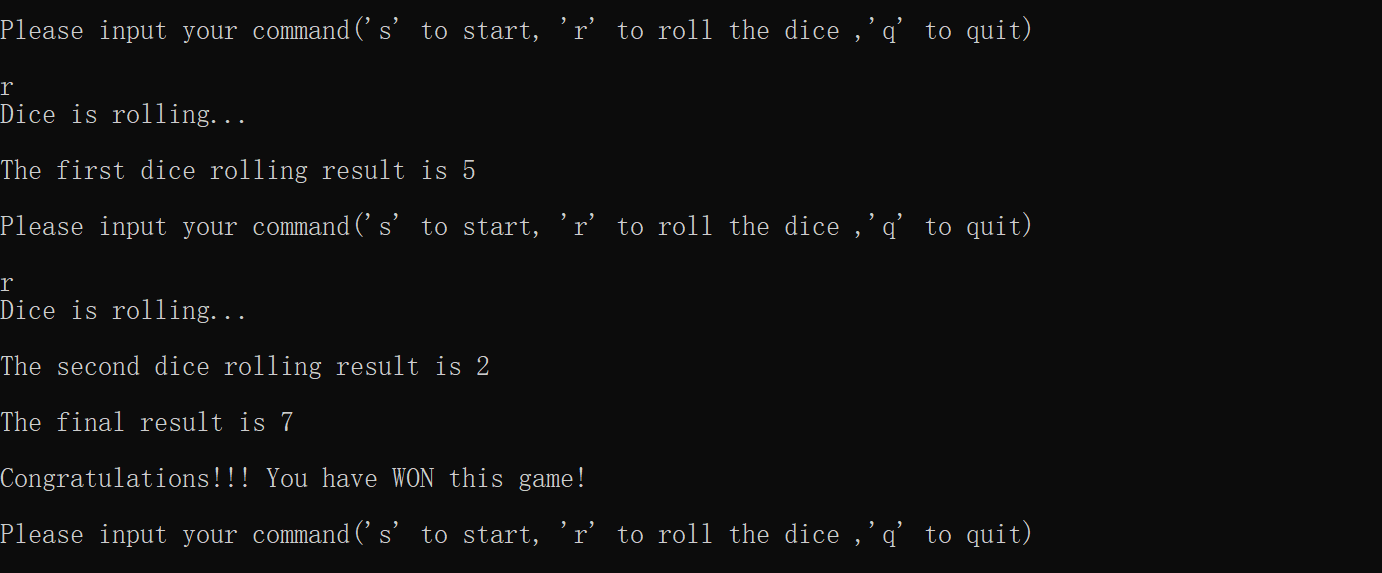 Please input your command('s' to start, 'r' to roll the dice ,'q' to quit)
r
Dice is rolling...
The first dice rolling result is 5
Please input your command('s' to start, 'r' to roll the dice ,'q' to quit)
r
Dice is rolling...
The second dice rolling result is 2
The final result is 7
Congratulations!!! You have WON this game!
Please input your command('s' to start, 'r' to roll the dice ,'q' to quit)